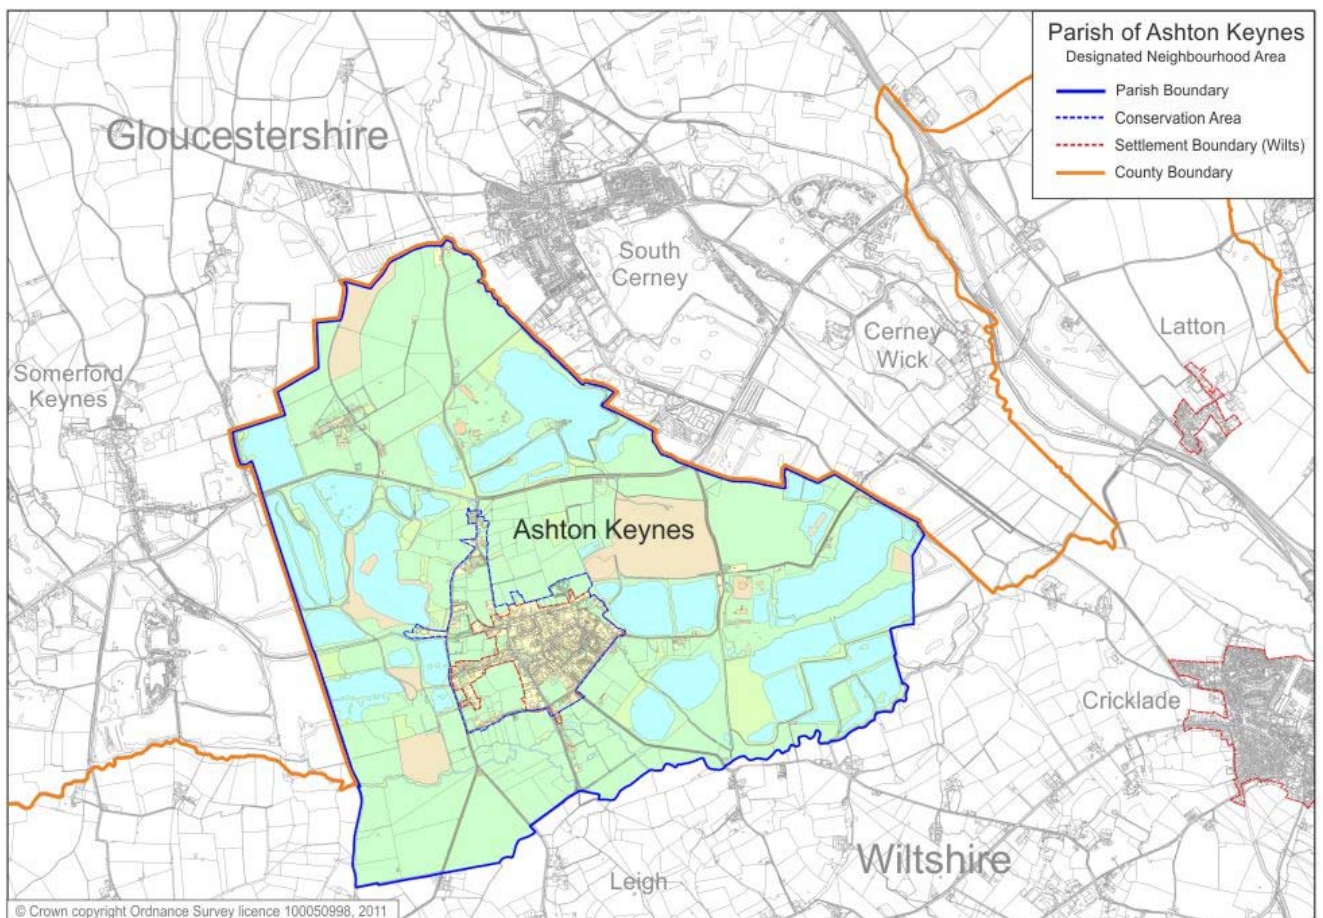 Parish of Ashton Keynes
Designated Neighbourhood Area
Parish Boundary
Conservation Area
Settlement Boundary (Wilts)
County Boundary
Gloucestershire
South
Cerney
Cerney
Wick
Latton
Somerford
Keynes
Ashton Keynes
Cricklade
Wiltshire
Leigh
© Crown copyright Ordnance Survey licence 100050998, 2011